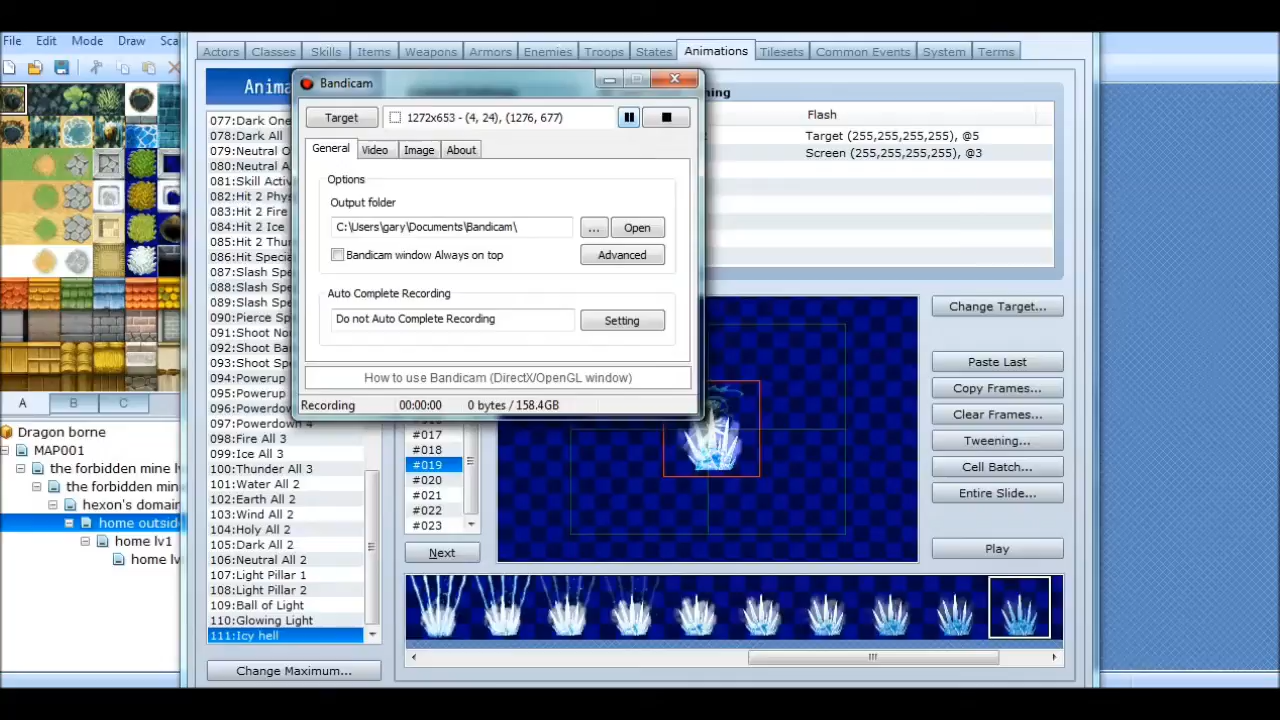 File Edit Mode Draw Sca
Actors Classes Skills Items Weapons Armors Enemies Troops States Animations Tilesets Common Events System Terms
Anima
Bandicam
Target
1272x653 - (4, 24), (1276, 677)
General Video Image About
Options
Output folder
C:\Users\gary\Documents\Bandicam\
... Open
Bandicam window Always on top
Advanced
Auto Complete Recording
Do not Auto Complete Recording
Setting
How to use Bandicam (DirectX/OpenGL window)
Recording 00:00:00 0 bytes / 158.4GB
Flash
Target (255,255,255,255), @5
Screen (255,255,255,255), @3
077:Dark One
078:Dark All
079:Neutral O
080:Neutral A
081:Skill Activ
082:Hit 2 Phys
083:Hit 2 Fire
084:Hit 2 Ice
085:Hit 2 Thun
086:Hit Specia
087:Slash Spe
088:Slash Spe
089:Slash Spe
090:Pierce Sp
091:Shoot No
092:Shoot Ba
093:Shoot Spe
094:Powerup
095:Powerup
096:Powerdow
097:Powerdown 4
098:Fire All 3
099:Ice All 3
100:Thunder All 3
101:Water All 2
102:Earth All 2
103:Wind All 2
104:Holy All 2
105:Dark All 2
106:Neutral All 2
107:Light Pillar 1
108:Light Pillar 2
109:Ball of Light
110:Glowing Light
111:Icy hell
Change Maximum...
#017
#018
#019
#020
#021
#022
#023
Next
Change Target...
Paste Last
Copy Frames...
Clear Frames...
Tweening...
Cell Batch...
Entire Slide...
Play
A B C
Dragon borne
MAP001
the forbidden mine l
the forbidden min
hexon's domain
home outsid
home lv1
home lv